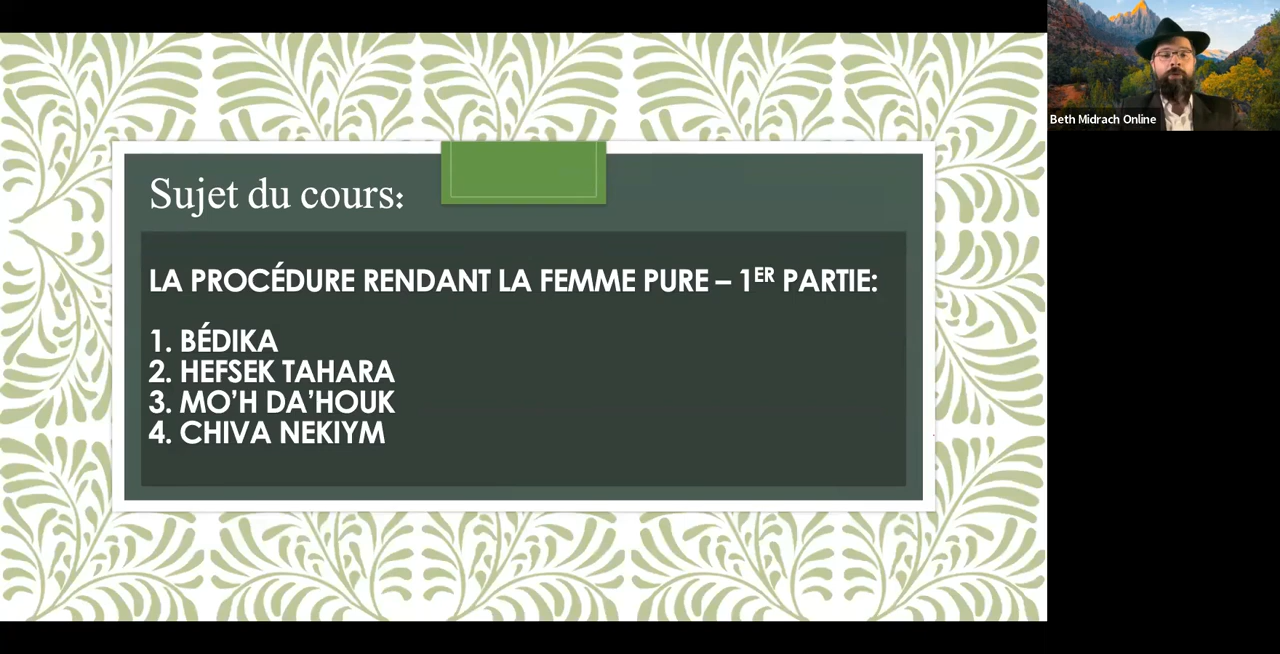 Sujet du cours:
LA PROCÉDURE RENDANT LA FEMME PURE – 1ER PARTIE:
1. BÉDIKA
2. HEFSEK TAHARA
3. MO’H DA’HOUK
4. CHIVA NEKIYM
Beth Midrach Online